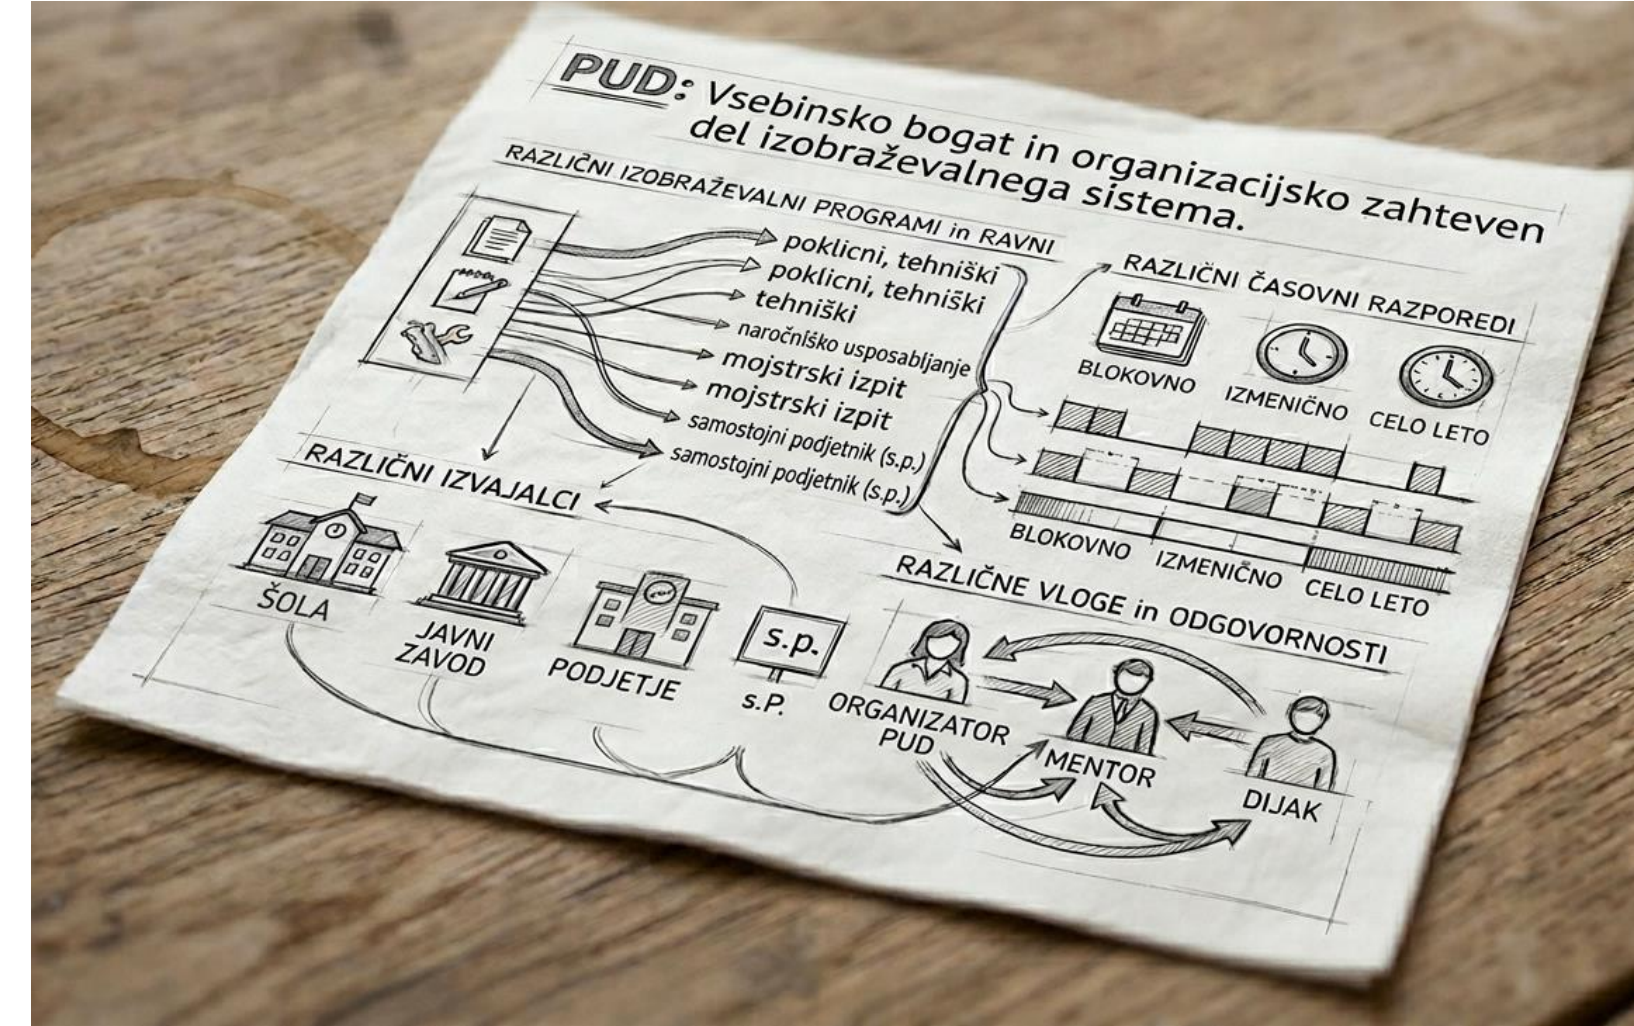 PUD: Vsebinsko bogat in organizacijsko zahteven
del izobraževalnega sistema.
RAZLIČNI IZOBRAŽEVALNI PROGRAMI in RAVNI
poklicni, tehniški
poklicni, tehniški
tehniški
naročniško usposabljanje
mojstrski izpit
mojstrski izpit
samostojni podjetnik (s.p.)
samostojni podjetnik (s.p.)
RAZLIČNI ČASOVNI RAZPOREDI
BLOKOVNO
IZMENIČNO
CELO LETO
BLOKOVNO
IZMENIČNO
CELO LETO
RAZLIČNI IZVAJALCI
ŠOLA
JAVNI
ZAVOD
PODJETJE
s.p.
s.P.
RAZLIČNE VLOGE in ODGOVORNOSTI
ORGANIZATOR
PUD
MENTOR
DIJAK